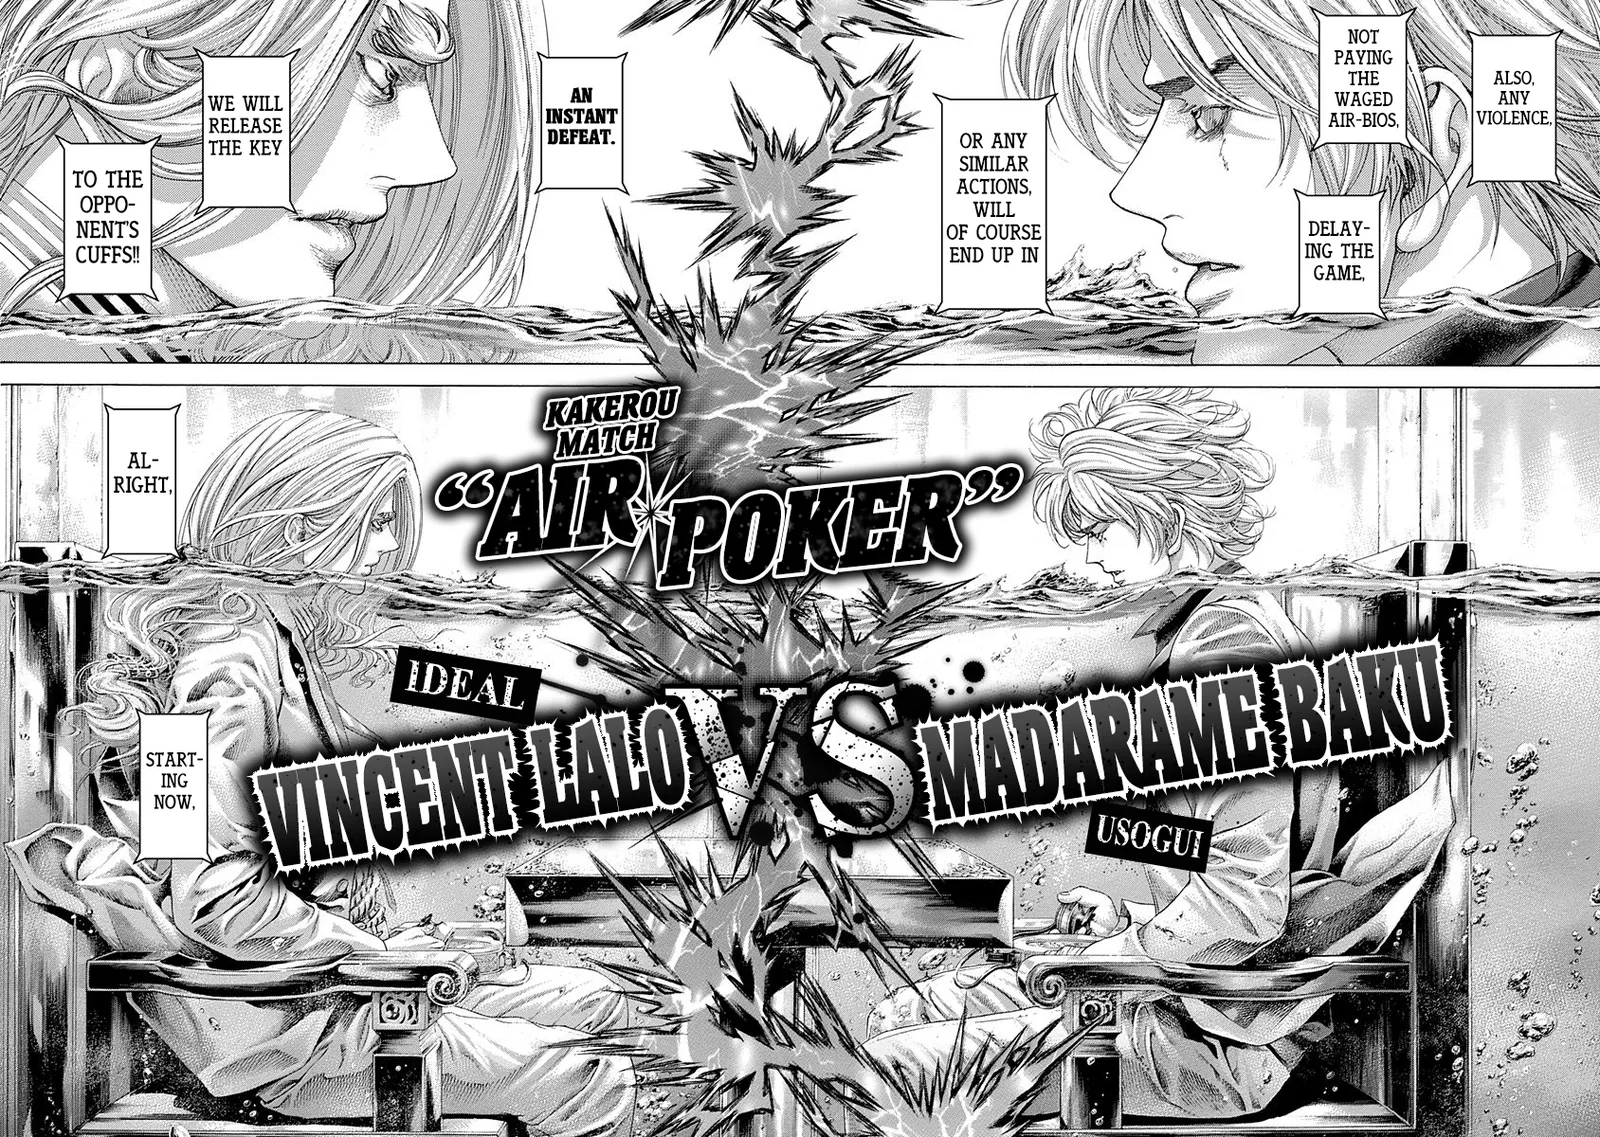 ALSO,
ANY
VIOLENCE,
NOT
PAYING
THE
WAGED
AIR-BIOS,
DELAY-
ING THE
GAME,
OR ANY
SIMILAR
ACTIONS,
WILL
OF COURSE
END UP IN
AN
INSTANT
DEFEAT.
WE WILL
RELEASE
THE KEY
TO THE
OPPO-
NENT'S
CUFFS!!
KAKEROU
MATCH
"AIR POKER"
AL-
RIGHT,
IDEAL
VINCENT LALO VS MADARAME BAKU
USOGUI
START-
ING
NOW,